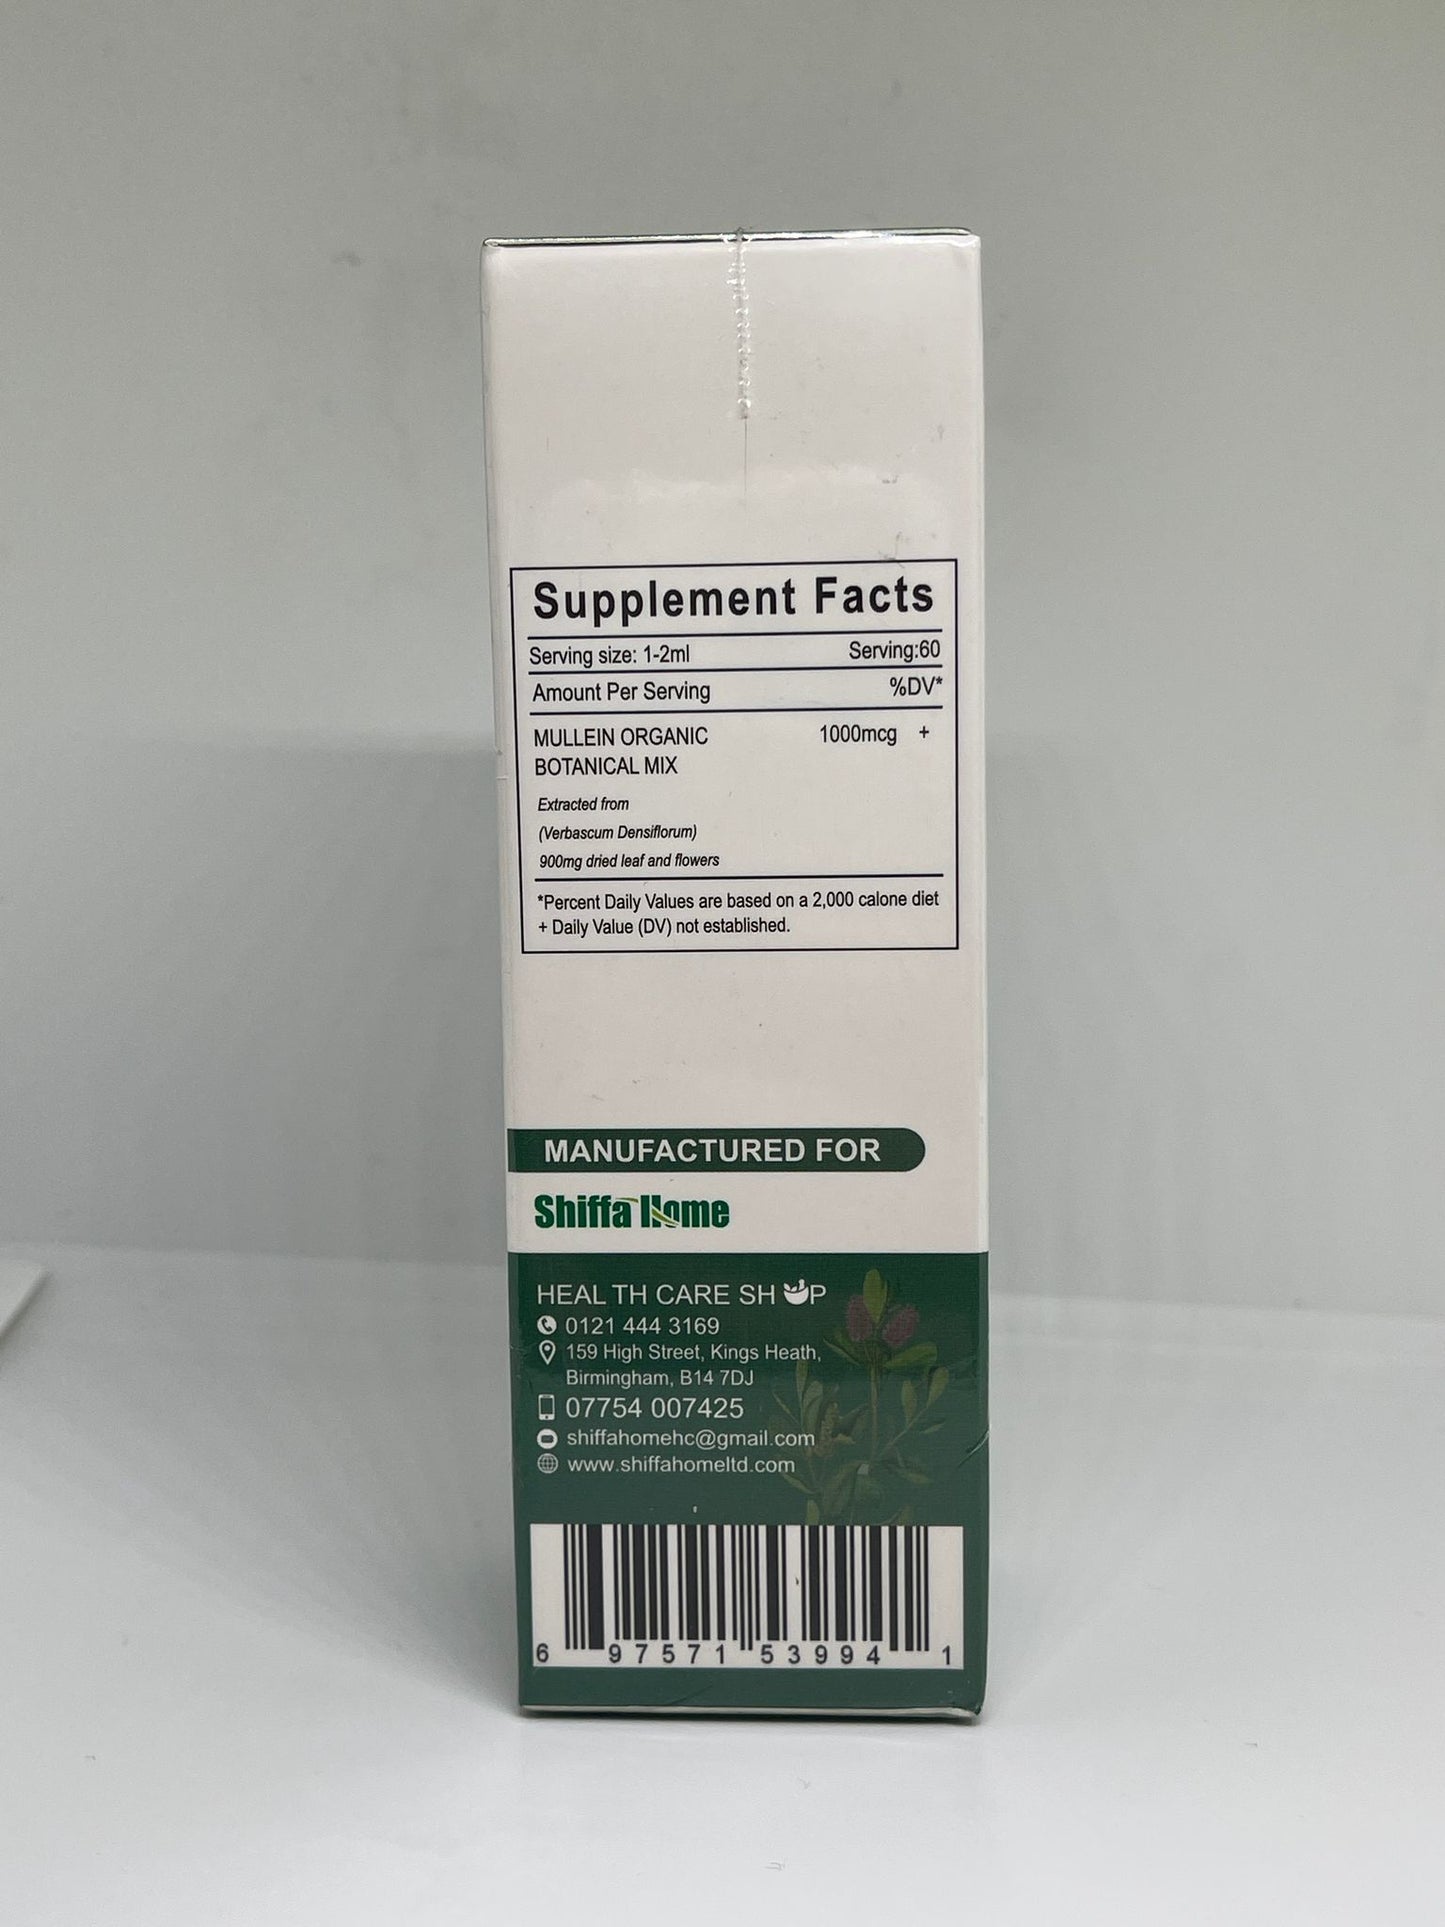 Supplement Facts
Serving size: 1-2ml Serving:60
Amount Per Serving %DV*
MULLEIN ORGANIC 1000mcg +
BOTANICAL MIX
Extracted from
(Verbascum Densiflorum)
900mg dried leaf and flowers
*Percent Daily Values are based on a 2,000 calone diet
+ Daily Value (DV) not established.
MANUFACTURED FOR
Shiffa Home
HEAL TH CARE SHOP
0121 444 3169
159 High Street, Kings Heath,
Birmingham, B14 7DJ
07754 007425
shiffahomehc@gmail.com
www.shiffahomeltd.com
6 97571 53994 1